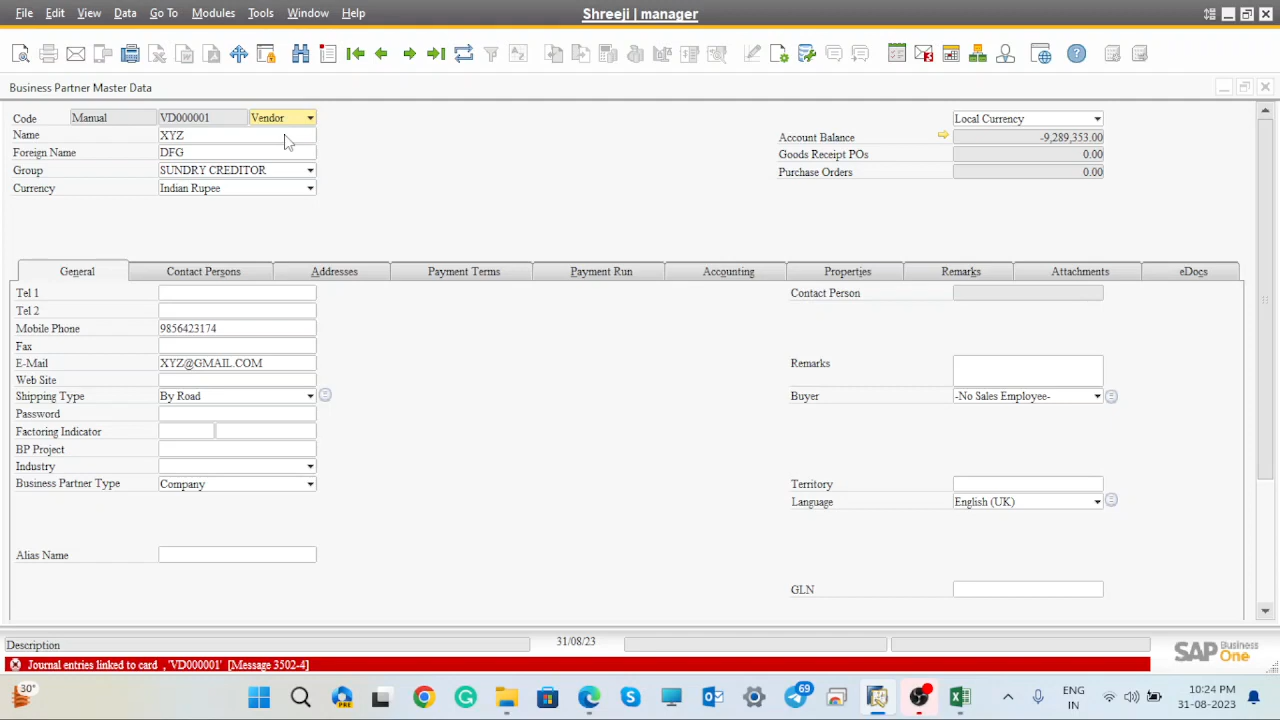 File Edit View Data Go To Modules Tools Window Help
Shreeji | manager
Business Partner Master Data
Code Manual VD000001 Vendor Local Currency
Name XYZ Account Balance -9,289,353.00
Foreign Name DFG Goods Receipt POs 0.00
Group SUNDRY CREDITOR Purchase Orders 0.00
Currency Indian Rupee
General Contact Persons Addresses Payment Terms Payment Run Accounting Properties Remarks Attachments eDocs
Tel 1 Contact Person
Tel 2
Mobile Phone 9856423174
Fax
E-Mail XYZ@GMAIL.COM Remarks
Web Site
Shipping Type By Road Buyer -No Sales Employee-
Password
Factoring Indicator
BP Project
Industry
Business Partner Type Company Territory
Language English (UK)
Alias Name
GLN
Description 31/08/23
SAP Business One
Journal entries linked to card , 'VD000001' [Message 3502-4]
30° PRE 69 ENG IN 10:24 PM 31-08-2023